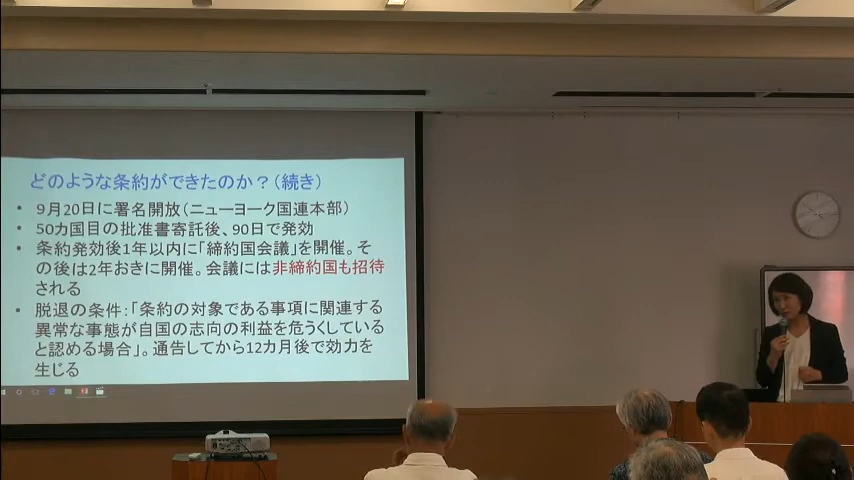 どのような条約ができたのか？（続き）
• 9月20日に署名開放（ニューヨーク国連本部）
• 50カ国目の批准書寄託後、90日で発効
• 条約発効後1年以内に「締約国会議」を開催。そ
の後は2年おきに開催。会議には非締約国も招待
される
• 脱退の条件：「条約の対象である事項に関連する
異常な事態が自国の志向の利益を危うくしている
と認める場合」。通告してから12カ月後で効力を
生じる